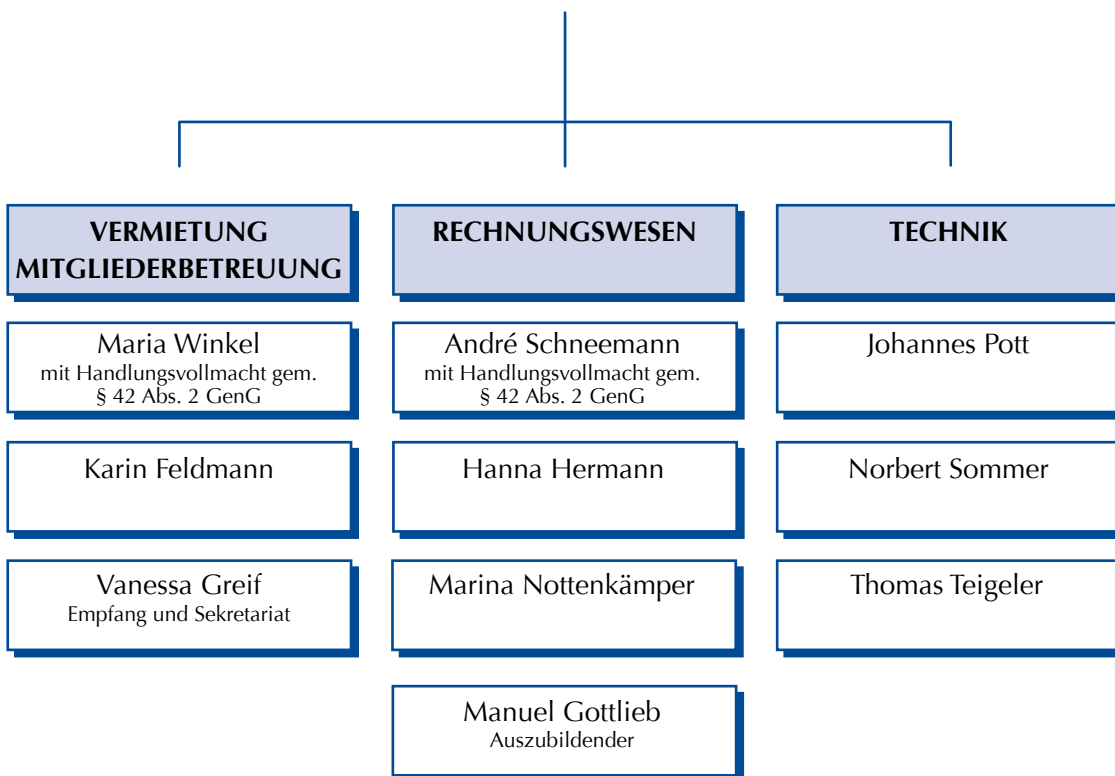 VERMIETUNG
MITGLIEDERBETREUUNG
Maria Winkel
mit Handlungsvollmacht gem.
§ 42 Abs. 2 GenG
Karin Feldmann
Vanessa Greif
Empfang und Sekretariat
RECHNUNGSWESEN
André Schneemann
mit Handlungsvollmacht gem.
§ 42 Abs. 2 GenG
Hanna Hermann
Marina Nottenkämper
Manuel Gottlieb
Auszubildender
TECHNIK
Johannes Pott
Norbert Sommer
Thomas Teigeler